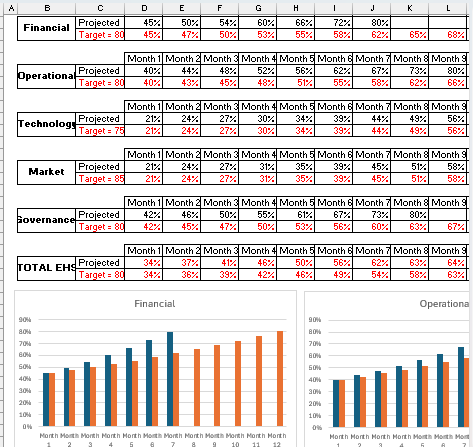 A B C D E F G H I J K L
Financial Projected 45% 50% 54% 60% 66% 72% 80%
Target = 80 45% 47% 50% 53% 55% 58% 62% 65% 68%
Month 1 Month 2 Month 3 Month 4 Month 5 Month 6 Month 7 Month 8 Month 9
Operational Projected 40% 44% 48% 52% 56% 62% 67% 73% 80%
Target = 80 40% 43% 45% 48% 51% 55% 58% 62% 66%
Month 1 Month 2 Month 3 Month 4 Month 5 Month 6 Month 7 Month 8 Month 9
Technology Projected 21% 24% 27% 30% 34% 39% 44% 49% 56%
Target = 75 21% 24% 27% 30% 34% 39% 44% 49% 56%
Month 1 Month 2 Month 3 Month 4 Month 5 Month 6 Month 7 Month 8 Month 9
Market Projected 21% 24% 27% 31% 35% 39% 45% 51% 58%
Target = 85 21% 24% 27% 31% 35% 39% 45% 51% 58%
Month 1 Month 2 Month 3 Month 4 Month 5 Month 6 Month 7 Month 8 Month 9
Governance Projected 42% 46% 50% 55% 61% 67% 73% 80%
Target = 80 42% 45% 47% 50% 53% 56% 60% 63% 67%
Month 1 Month 2 Month 3 Month 4 Month 5 Month 6 Month 7 Month 8 Month 9
TOTAL EHS Projected 34% 37% 41% 46% 50% 56% 62% 63% 64%
Target = 80 34% 36% 39% 42% 46% 49% 54% 58% 63%
Financial
90%
80%
70%
60%
50%
40%
30%
20%
10%
0%
Month Month Month Month Month Month Month Month Month Month Month Month
1 2 3 4 5 6 7 8 9 10 11 12
Operationa
90%
80%
70%
60%
50%
40%
30%
20%
10%
0%
Month Month Month Month Month Month Month
1 2 3 4 5 6 7